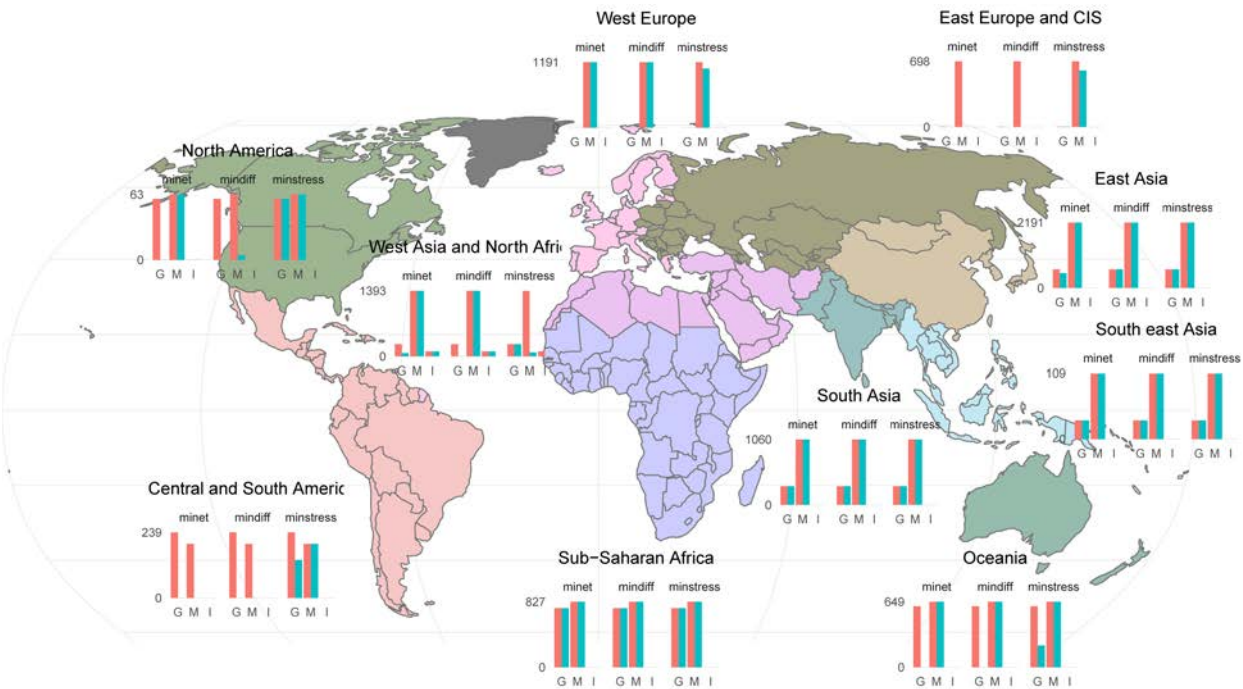 West Europe
minet mindiff minstress
1191
0
G M I G M I G M I
East Europe and CIS
minet mindiff minstress
698
0
G M I G M I G M I
North America
minet mindiff minstress
63
0
G M I G M I G M I
East Asia
minet mindiff minstress
2191
0
G M I G M I G M I
West Asia and North Afri
minet mindiff minstress
1393
0
G M I G M I G M I
South east Asia
minet mindiff minstress
109
0
G M I G M I G M I
South Asia
minet mindiff minstress
1060
0
G M I G M I G M I
Central and South Americ
minet mindiff minstress
239
0
G M I G M I G M I
Sub−Saharan Africa
minet mindiff minstress
827
0
G M I G M I G M I
Oceania
minet mindiff minstress
649
0
G M I G M I G M I